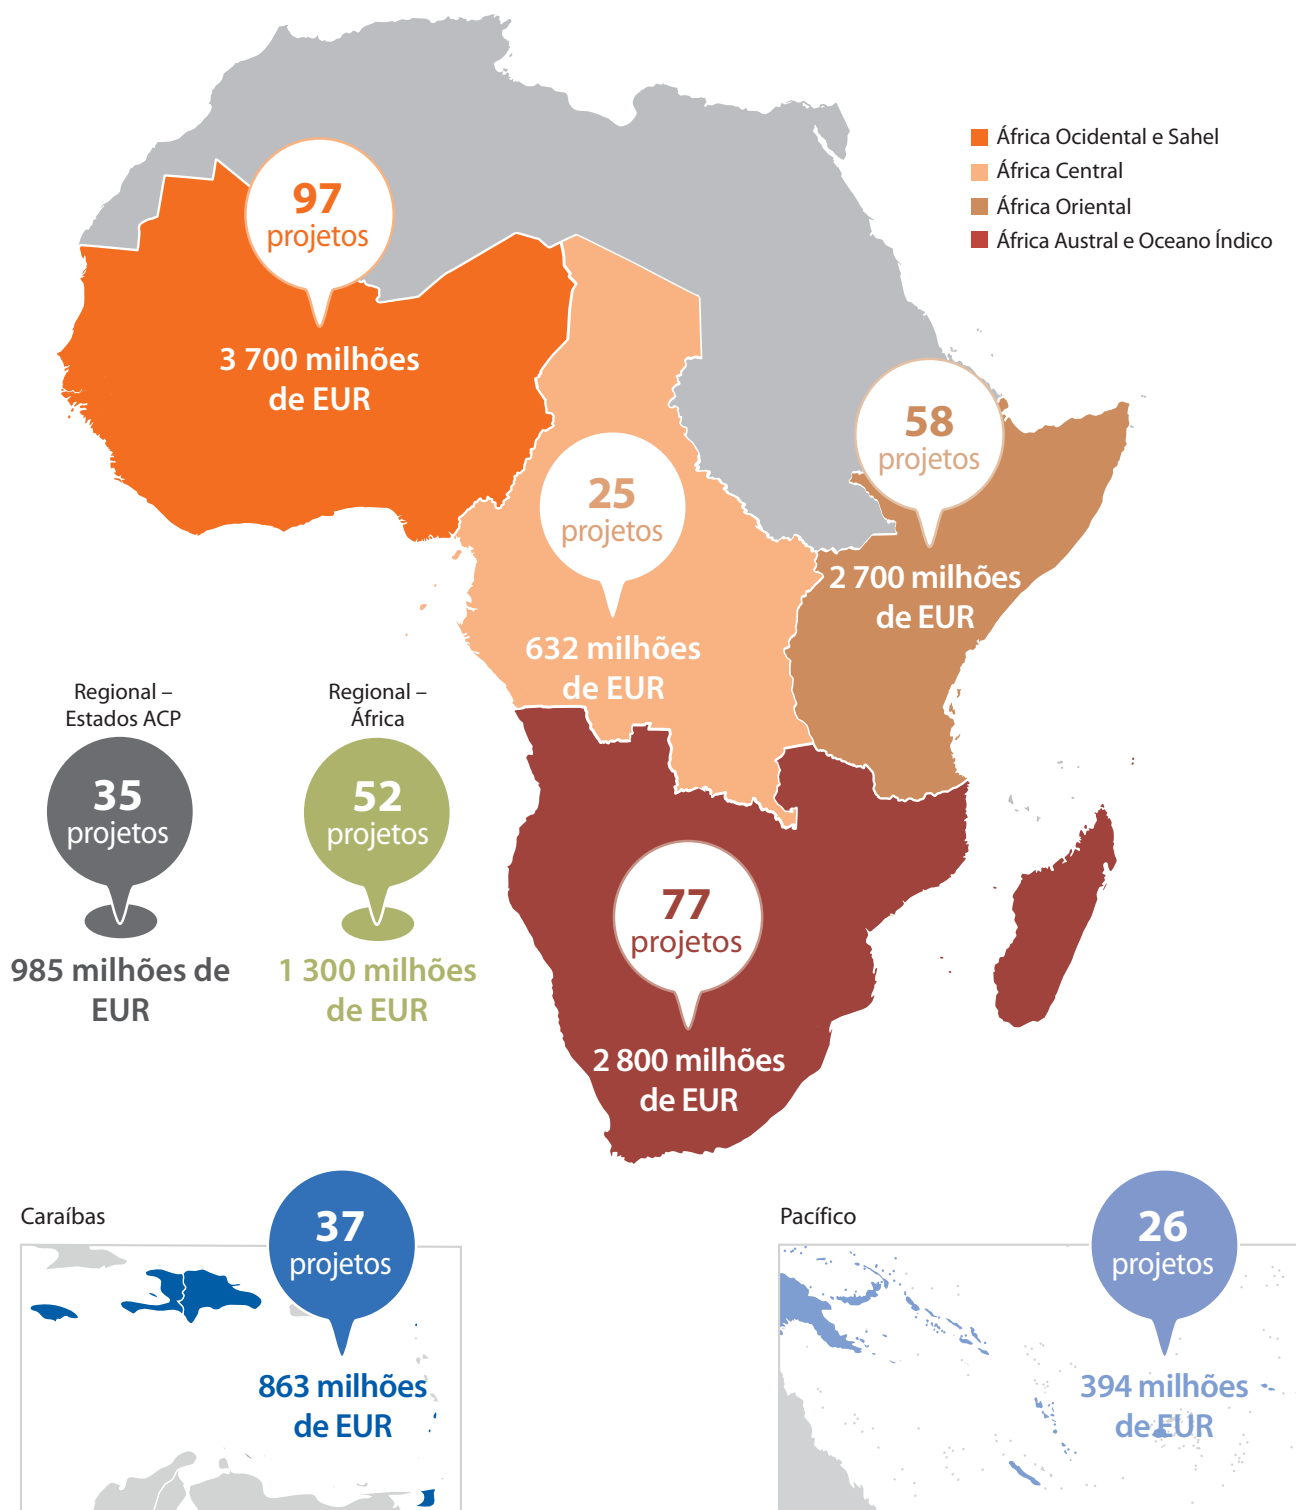 África Ocidental e Sahel
África Central
África Oriental
África Austral e Oceano Índico
97
projetos
3 700 milhões
de EUR
58
projetos
2 700 milhões
de EUR
25
projetos
632 milhões
de EUR
Regional –
Estados ACP
35
projetos
985 milhões de
EUR
Regional –
África
52
projetos
1 300 milhões
de EUR
77
projetos
2 800 milhões
de EUR
Caraíbas
37
projetos
863 milhões
de EUR
Pacífico
26
projetos
394 milhões
de EUR